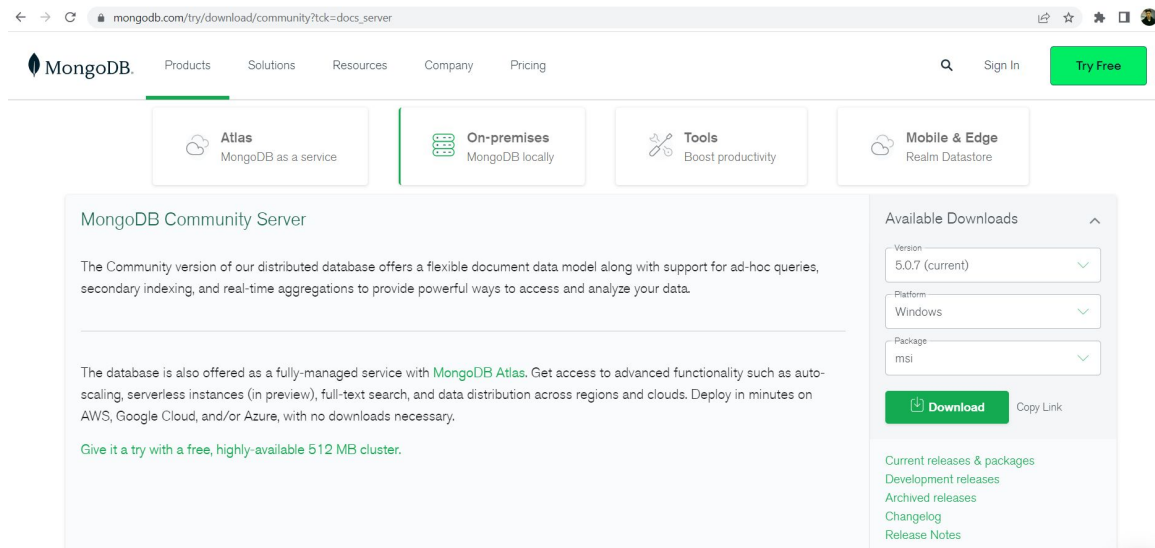 mongodb.com/try/download/community?tck=docs_server
MongoDB.
Products
Solutions
Resources
Company
Pricing
Sign In
Try Free
Atlas
MongoDB as a service
On-premises
MongoDB locally
Tools
Boost productivity
Mobile & Edge
Realm Datastore
MongoDB Community Server
The Community version of our distributed database offers a flexible document data model along with support for ad-hoc queries,
secondary indexing, and real-time aggregations to provide powerful ways to access and analyze your data.
The database is also offered as a fully-managed service with MongoDB Atlas. Get access to advanced functionality such as auto-
scaling, serverless instances (in preview), full-text search, and data distribution across regions and clouds. Deploy in minutes on
AWS, Google Cloud, and/or Azure, with no downloads necessary.
Give it a try with a free, highly-available 512 MB cluster.
Available Downloads
Version
5.0.7 (current)
Platform
Windows
Package
msi
Download
Copy Link
Current releases & packages
Development releases
Archived releases
Changelog
Release Notes